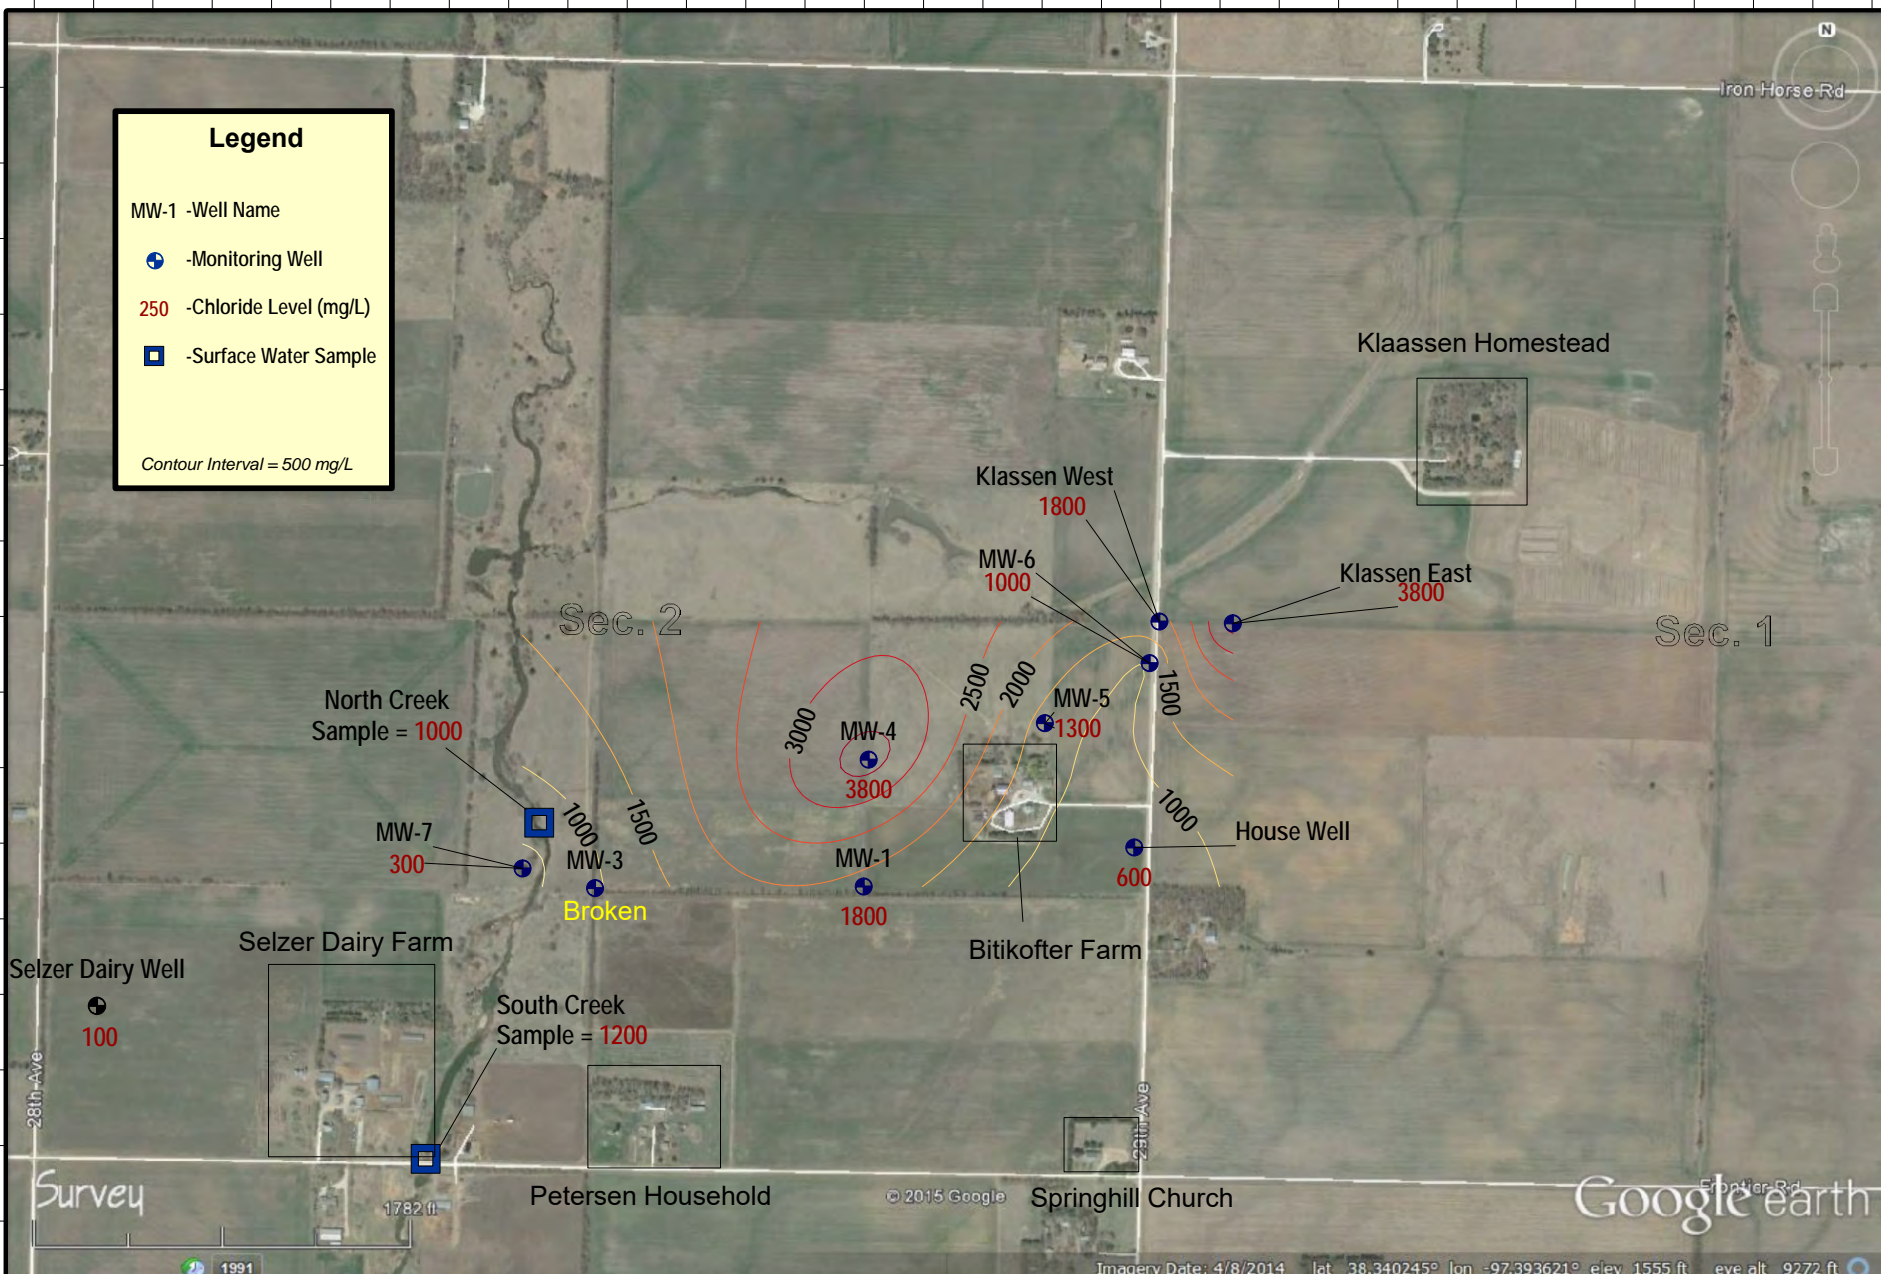 N
Iron Horse Rd
Legend
MW-1 -Well Name
-Monitoring Well
250 -Chloride Level (mg/L)
-Surface Water Sample
Contour Interval = 500 mg/L
Klaassen Homestead
Klassen West
1800
MW-6
1000
Klassen East
3800
Sec. 2
Sec. 1
North Creek
Sample = 1000
3000
2500
2000
1500
MW-5
1300
MW-4
3800
1000
1500
1000
MW-7
300
MW-3
Broken
MW-1
1800
House Well
600
Selzer Dairy Farm
Bitikofter Farm
Selzer Dairy Well
100
South Creek
Sample = 1200
28th Ave
29th Ave
Survey
1782 ft
Petersen Household
© 2015 Google
Springhill Church
Frontier Rd
Google earth
1991
Imagery Date: 4/8/2014 lat 38.340245° lon -97.393621° elev 1555 ft eye alt 9272 ft